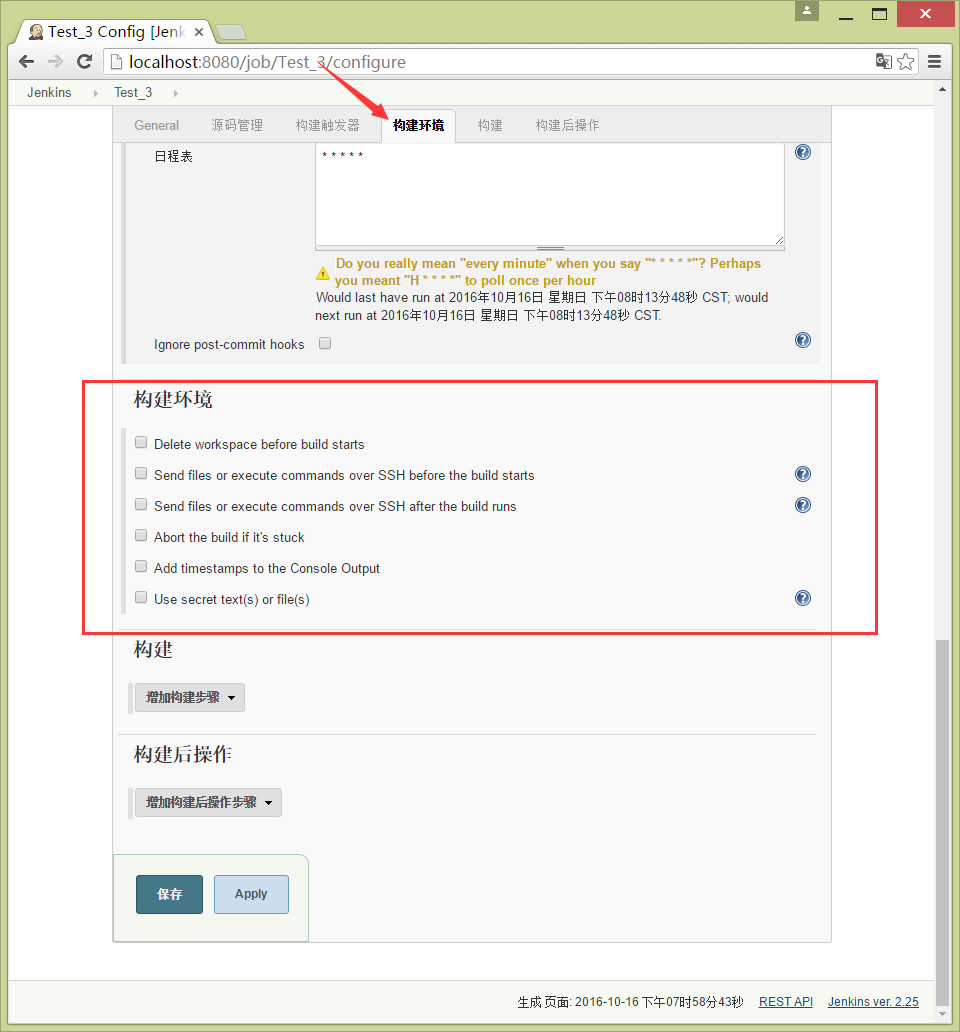 Test_3 Config [Jenk
localhost:8080/job/Test_3/configure
Jenkins
Test_3
General 源码管理 构建触发器 构建环境 构建 构建后操作
日程表
* * * * *
Do you really mean "every minute" when you say "* * * * *"? Perhaps
you meant "H * * * *" to poll once per hour
Would last have run at 2016年10月16日 星期日 下午08时13分48秒 CST; would
next run at 2016年10月16日 星期日 下午08时13分48秒 CST.
Ignore post-commit hooks
构建环境
Delete workspace before build starts
Send files or execute commands over SSH before the build starts
Send files or execute commands over SSH after the build runs
Abort the build if it's stuck
Add timestamps to the Console Output
Use secret text(s) or file(s)
构建
增加构建步骤
构建后操作
增加构建后操作步骤
保存 Apply
生成页面: 2016-10-16 下午07时58分43秒 REST API Jenkins ver. 2.25